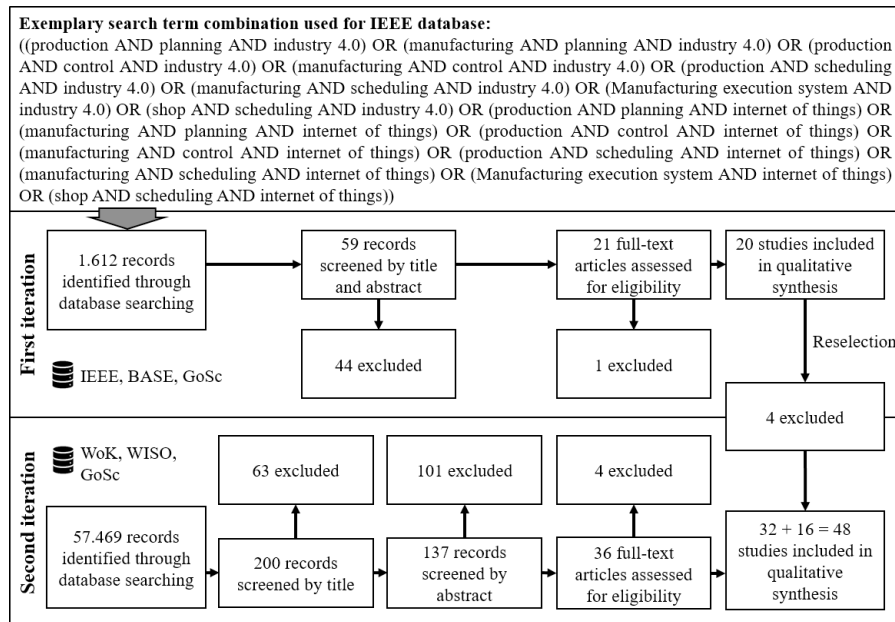 Exemplary search term combination used for IEEE database:
((production AND planning AND industry 4.0) OR (manufacturing AND planning AND industry 4.0) OR (production
AND control AND industry 4.0) OR (manufacturing AND control AND industry 4.0) OR (production AND scheduling
AND industry 4.0) OR (manufacturing AND scheduling AND industry 4.0) OR (Manufacturing execution system AND
industry 4.0) OR (shop AND scheduling AND industry 4.0) OR (production AND planning AND internet of things) OR
(manufacturing AND planning AND internet of things) OR (production AND control AND internet of things) OR
(manufacturing AND control AND internet of things) OR (production AND scheduling AND internet of things) OR
(manufacturing AND scheduling AND internet of things) OR (Manufacturing execution system AND internet of things)
OR (shop AND scheduling AND internet of things))
First iteration
1.612 records
identified through
database searching
59 records
screened by title
and abstract
21 full-text
articles assessed
for eligibility
20 studies included
in qualitative
synthesis
44 excluded
1 excluded
Reselection
IEEE, BASE, GoSc
4 excluded
Second iteration
WoK, WISO,
GoSc
63 excluded
101 excluded
4 excluded
57.469 records
identified through
database searching
200 records
screened by title
137 records
screened by
abstract
36 full-text
articles assessed
for eligibility
32 + 16 = 48
studies included in
qualitative
synthesis